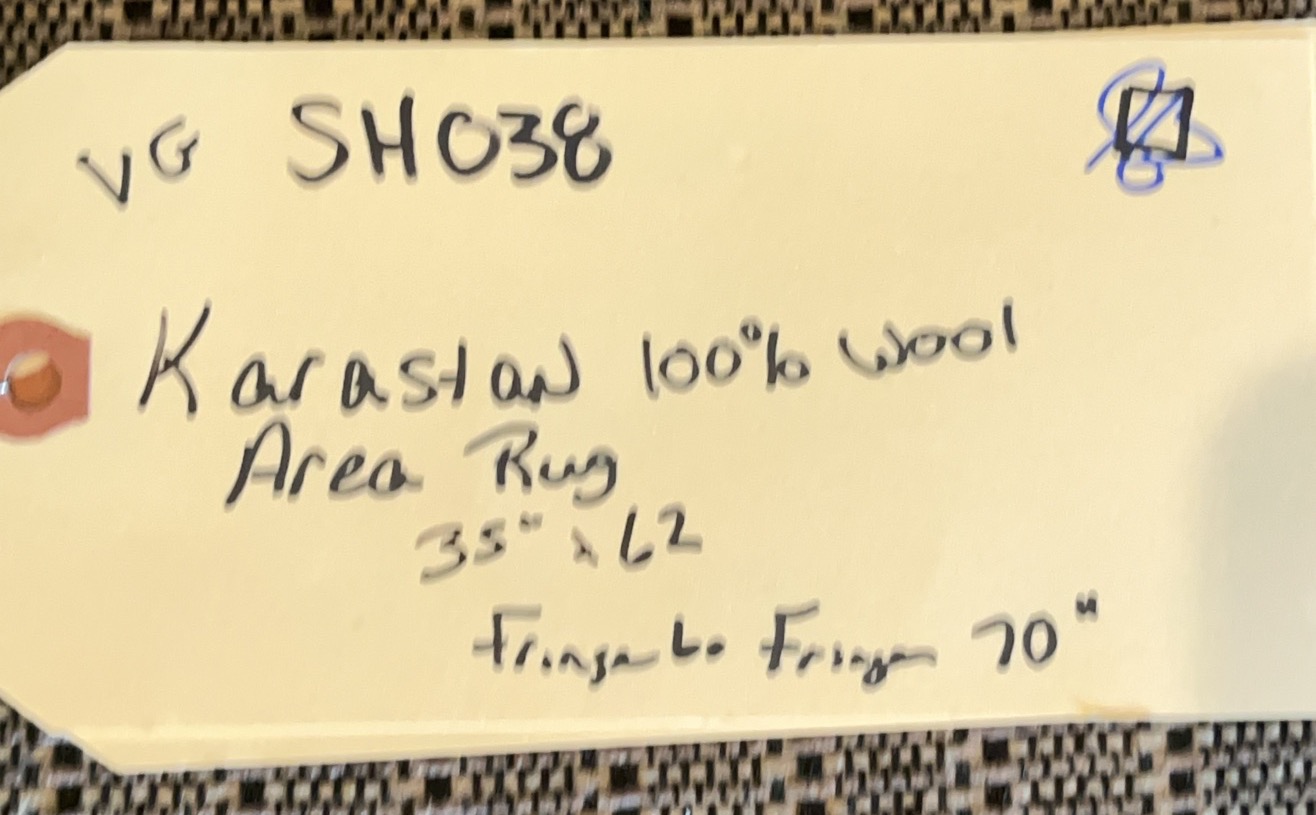 VG SH038
Karastan 100% Wool
Area Rug
35" x 62
Fringe to Fringe 70"